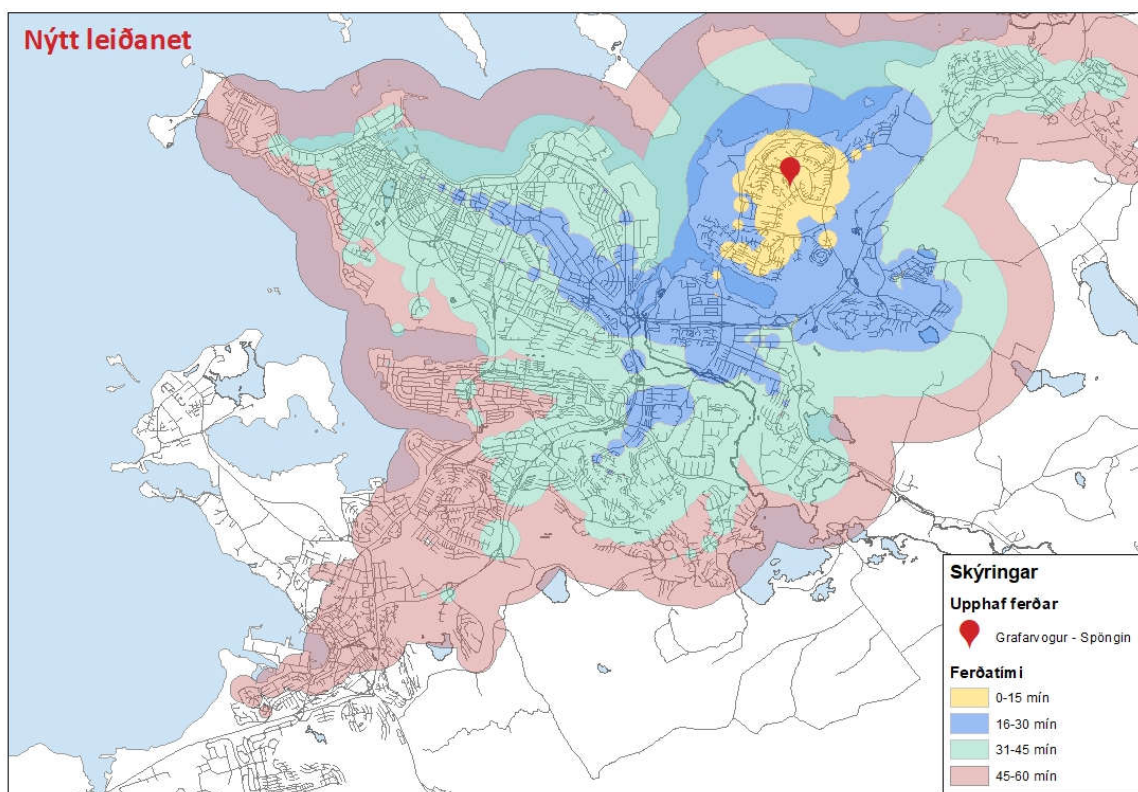 Nýtt leiðanet
Skýringar
Upphaf ferðar
Grafarvogur - Spöngin
Ferðatími
0-15 mín
16-30 mín
31-45 mín
45-60 mín